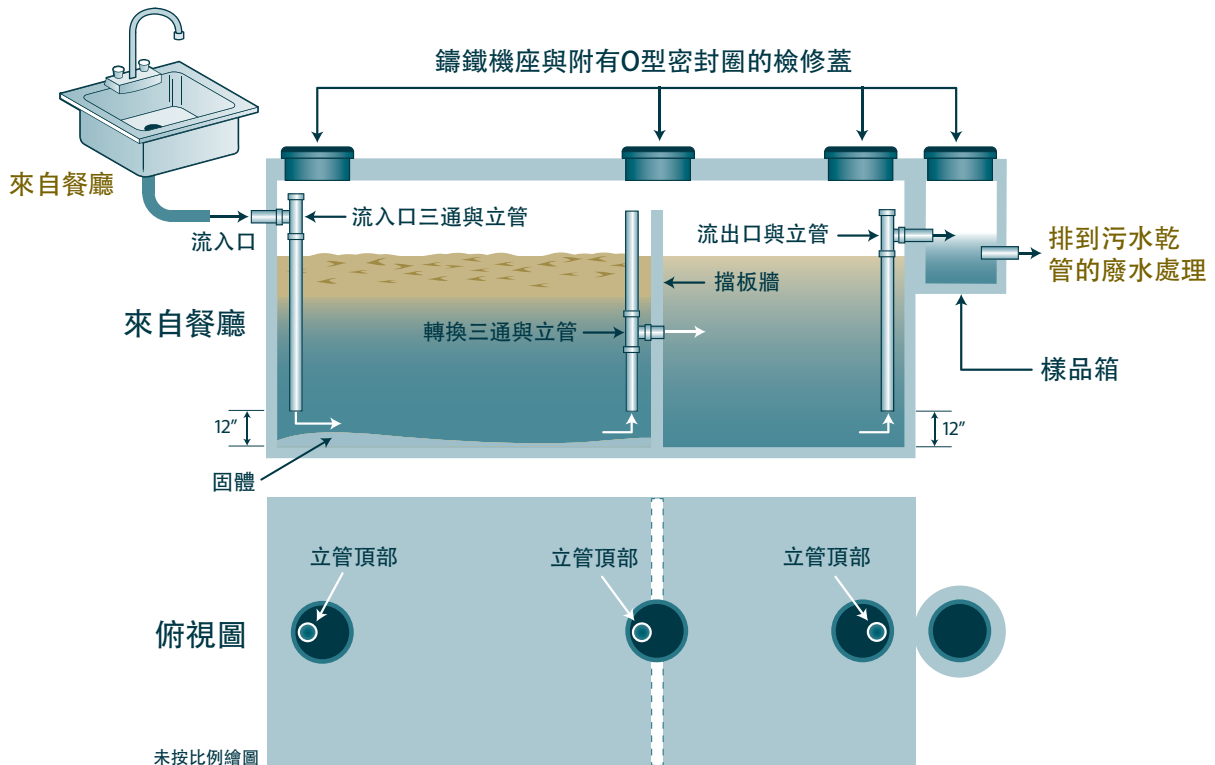 鑄鐵機座與附有O型密封圈的檢修蓋
來自餐廳
流入口
流入口三通與立管
流出口與立管
排到污水乾
管的廢水處理
擋板牆
來自餐廳
轉換三通與立管
樣品箱
12”
12”
固體
立管頂部
立管頂部
立管頂部
俯視圖
未按比例繪圖